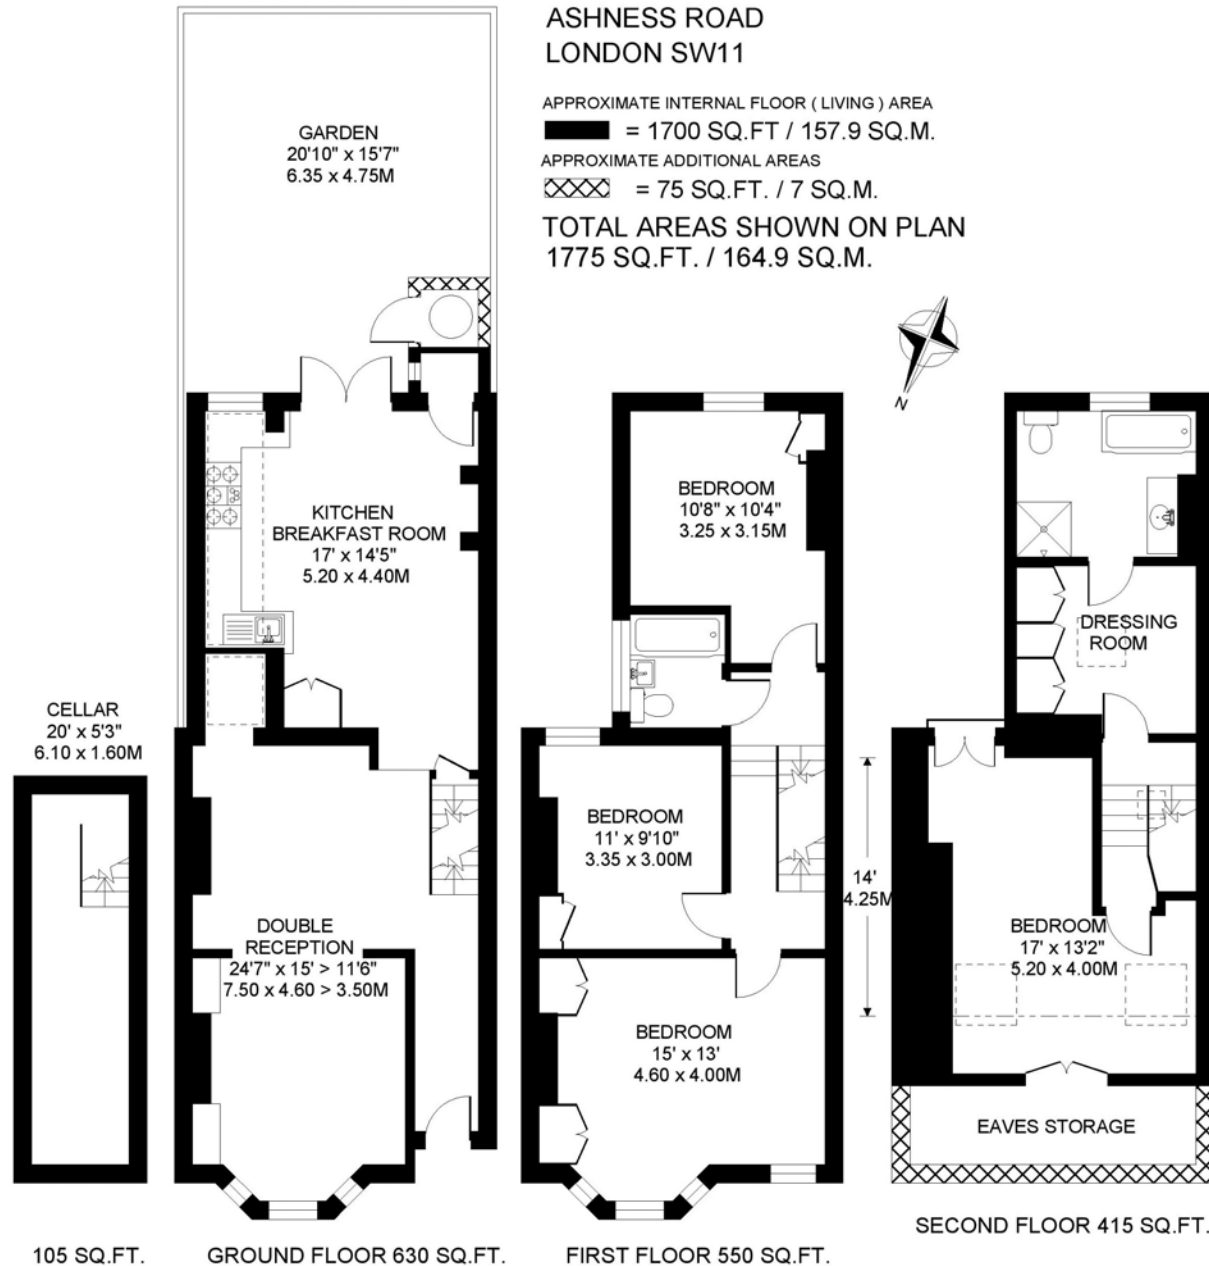 ASHNESS ROAD
LONDON SW11
APPROXIMATE INTERNAL FLOOR ( LIVING ) AREA
= 1700 SQ.FT / 157.9 SQ.M.
APPROXIMATE ADDITIONAL AREAS
= 75 SQ.FT. / 7 SQ.M.
TOTAL AREAS SHOWN ON PLAN
1775 SQ.FT. / 164.9 SQ.M.
GARDEN
20'10" x 15'7"
6.35 x 4.75M
N
KITCHEN
BREAKFAST ROOM
17' x 14'5"
5.20 x 4.40M
CELLAR
20' x 5'3"
6.10 x 1.60M
DOUBLE
RECEPTION
24'7" x 15' > 11'6"
7.50 x 4.60 > 3.50M
BEDROOM
10'8" x 10'4"
3.25 x 3.15M
BEDROOM
11' x 9'10"
3.35 x 3.00M
BEDROOM
15' x 13'
4.60 x 4.00M
14'
4.25M
DRESSING
ROOM
BEDROOM
17' x 13'2"
5.20 x 4.00M
EAVES STORAGE
105 SQ.FT.
GROUND FLOOR 630 SQ.FT.
FIRST FLOOR 550 SQ.FT.
SECOND FLOOR 415 SQ.FT.